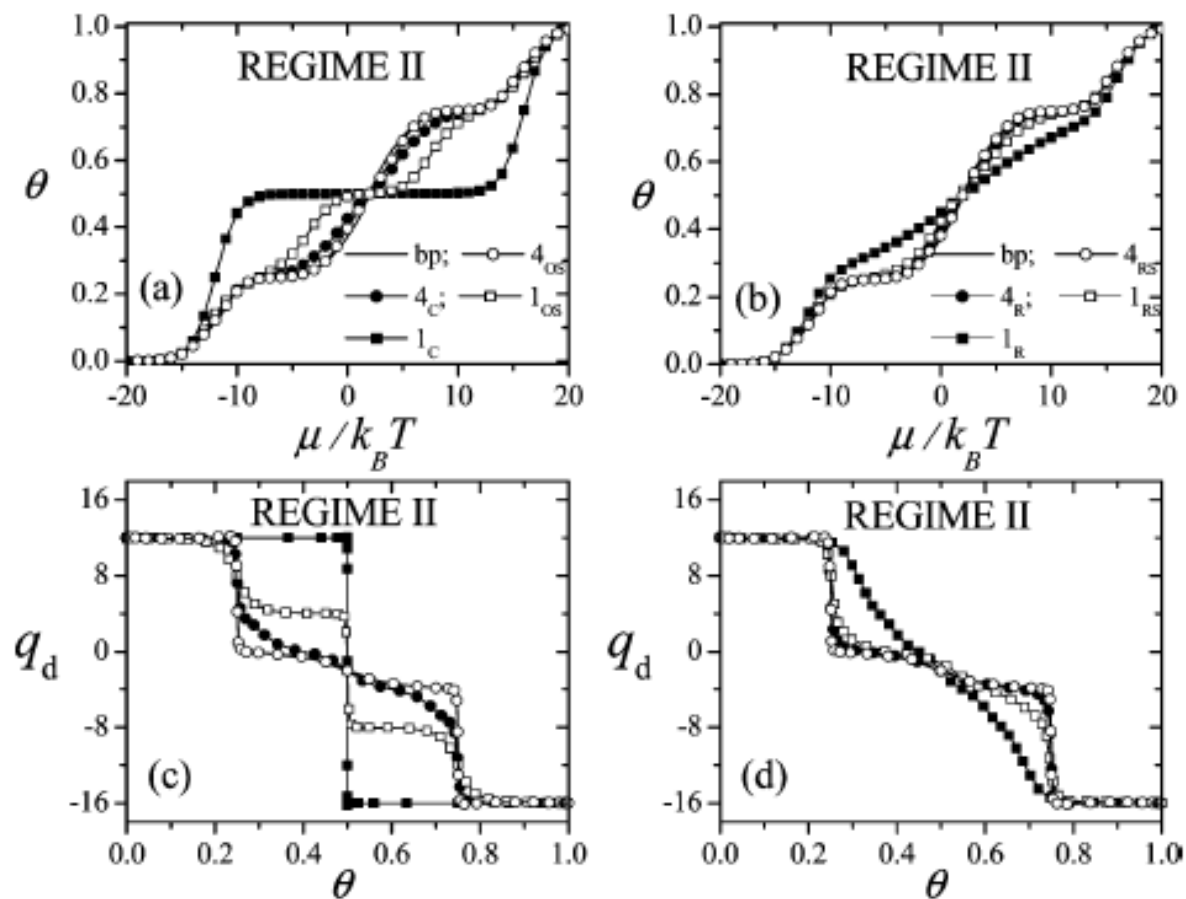 1.0
0.8
0.6
0.4
0.2
0.0
θ
REGIME II
(a)
bp; 4OS
4C; 1OS
1C
-20 -10 0 10 20
μ / kBT
1.0
0.8
0.6
0.4
0.2
0.0
θ
REGIME II
(b)
bp; 4RS
4R; 1RS
1R
-20 -10 0 10 20
μ / kBT
16
8
0
-8
-16
qd
REGIME II
(c)
0.0 0.2 0.4 0.6 0.8 1.0
θ
16
8
0
-8
-16
qd
REGIME II
(d)
0.0 0.2 0.4 0.6 0.8 1.0
θ